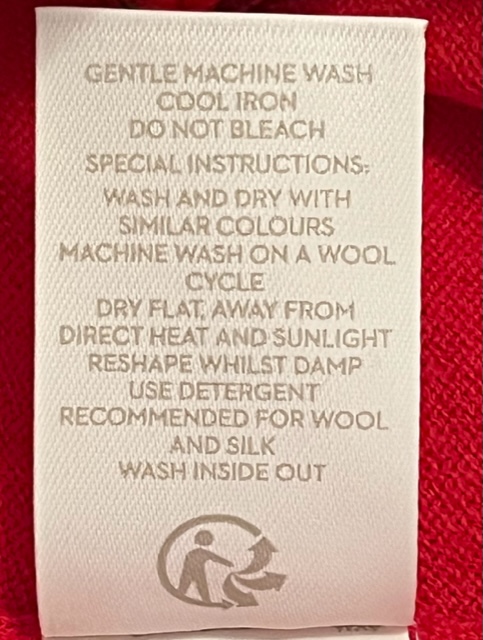 GENTLE MACHINE WASH
COOL IRON
DO NOT BLEACH
SPECIAL INSTRUCTIONS:
WASH AND DRY WITH
SIMILAR COLOURS
MACHINE WASH ON A WOOL
CYCLE
DRY FLAT, AWAY FROM
DIRECT HEAT AND SUNLIGHT
RESHAPE WHILST DAMP
USE DETERGENT
RECOMMENDED FOR WOOL
AND SILK
WASH INSIDE OUT